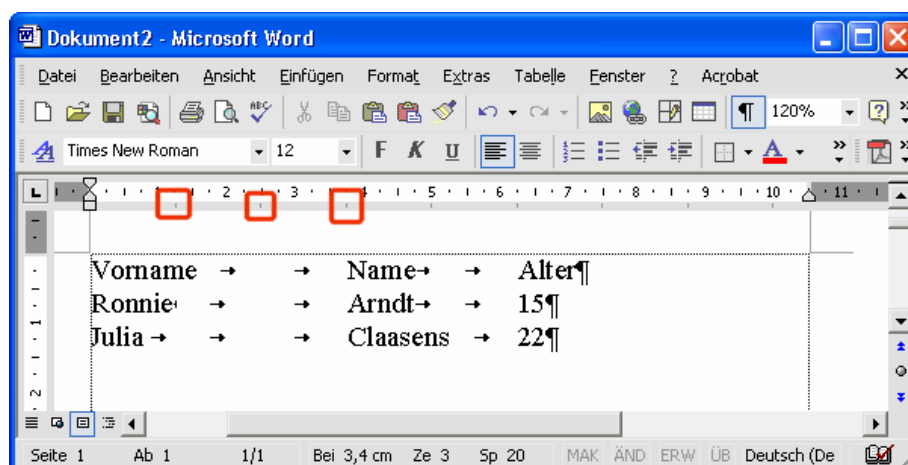 Dokument2 - Microsoft Word
Datei Bearbeiten Ansicht Einfügen Format Extras Tabelle Fenster ? Acrobat
ABC ¶ 120%
Times New Roman 12 F K U
L 1 2 3 4 5 6 7 8 9 10 11
Vorname → → Name→ → Alter¶
Ronnie → → → Arndt→ → 15¶
Julia → → → Claasens → 22¶
1
2
Seite 1 Ab 1 1/1 Bei 3,4 cm Ze 3 Sp 20 MAK ÄND ERW ÜB Deutsch (De